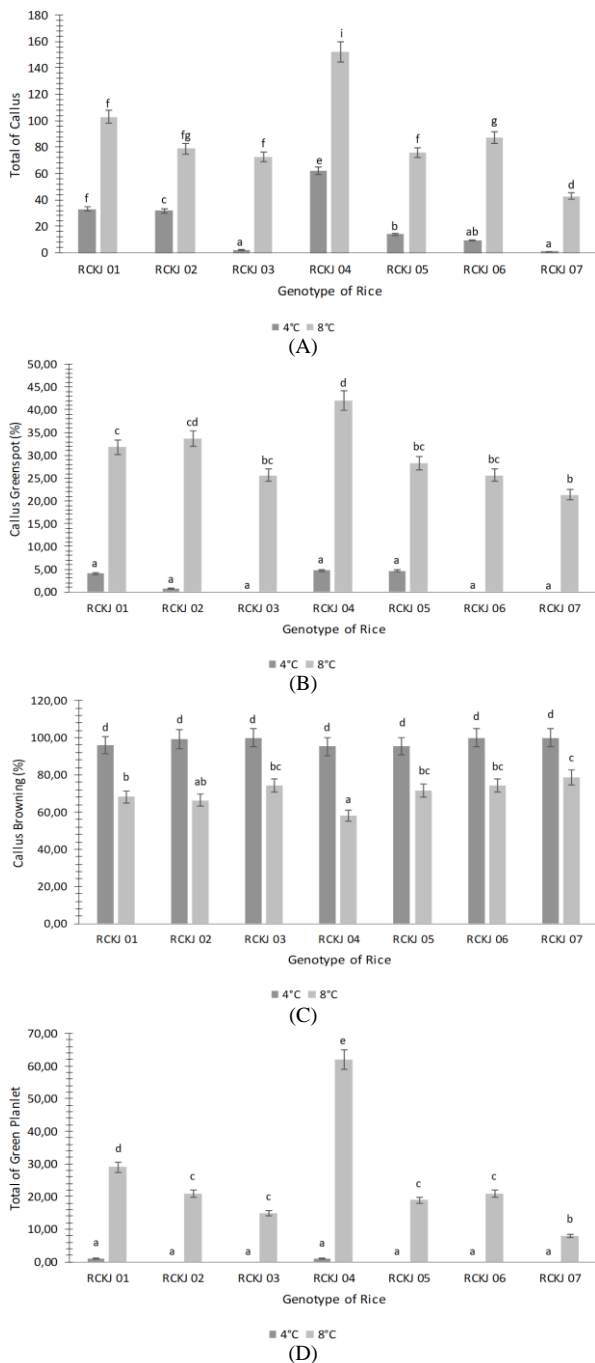 180
160
140
120
100
80
60
40
20
0
Total of Callus
f f c fg a f e i b f ab g a d
RCKJ 01 RCKJ 02 RCKJ 03 RCKJ 04 RCKJ 05 RCKJ 06 RCKJ 07
Genotype of Rice
4°C 8°C
(A)
50,00
45,00
40,00
35,00
30,00
25,00
20,00
15,00
10,00
5,00
0,00
Callus Greenspot (%)
a c a cd a bc a d a bc a bc a b
RCKJ 01 RCKJ 02 RCKJ 03 RCKJ 04 RCKJ 05 RCKJ 06 RCKJ 07
Genotype of Rice
4°C 8°C
(B)
120,00
100,00
80,00
60,00
40,00
20,00
0,00
Callus Browning (%)
d b d ab d bc d a d bc d bc d c
RCKJ 01 RCKJ 02 RCKJ 03 RCKJ 04 RCKJ 05 RCKJ 06 RCKJ 07
Genotype of Rice
4°C 8°C
(C)
70,00
60,00
50,00
40,00
30,00
20,00
10,00
0,00
Total of Green Planlet
a d a c a c a e a c a c a b
RCKJ 01 RCKJ 02 RCKJ 03 RCKJ 04 RCKJ 05 RCKJ 06 RCKJ 07
Genotype of Rice
4°C 8°C
(D)